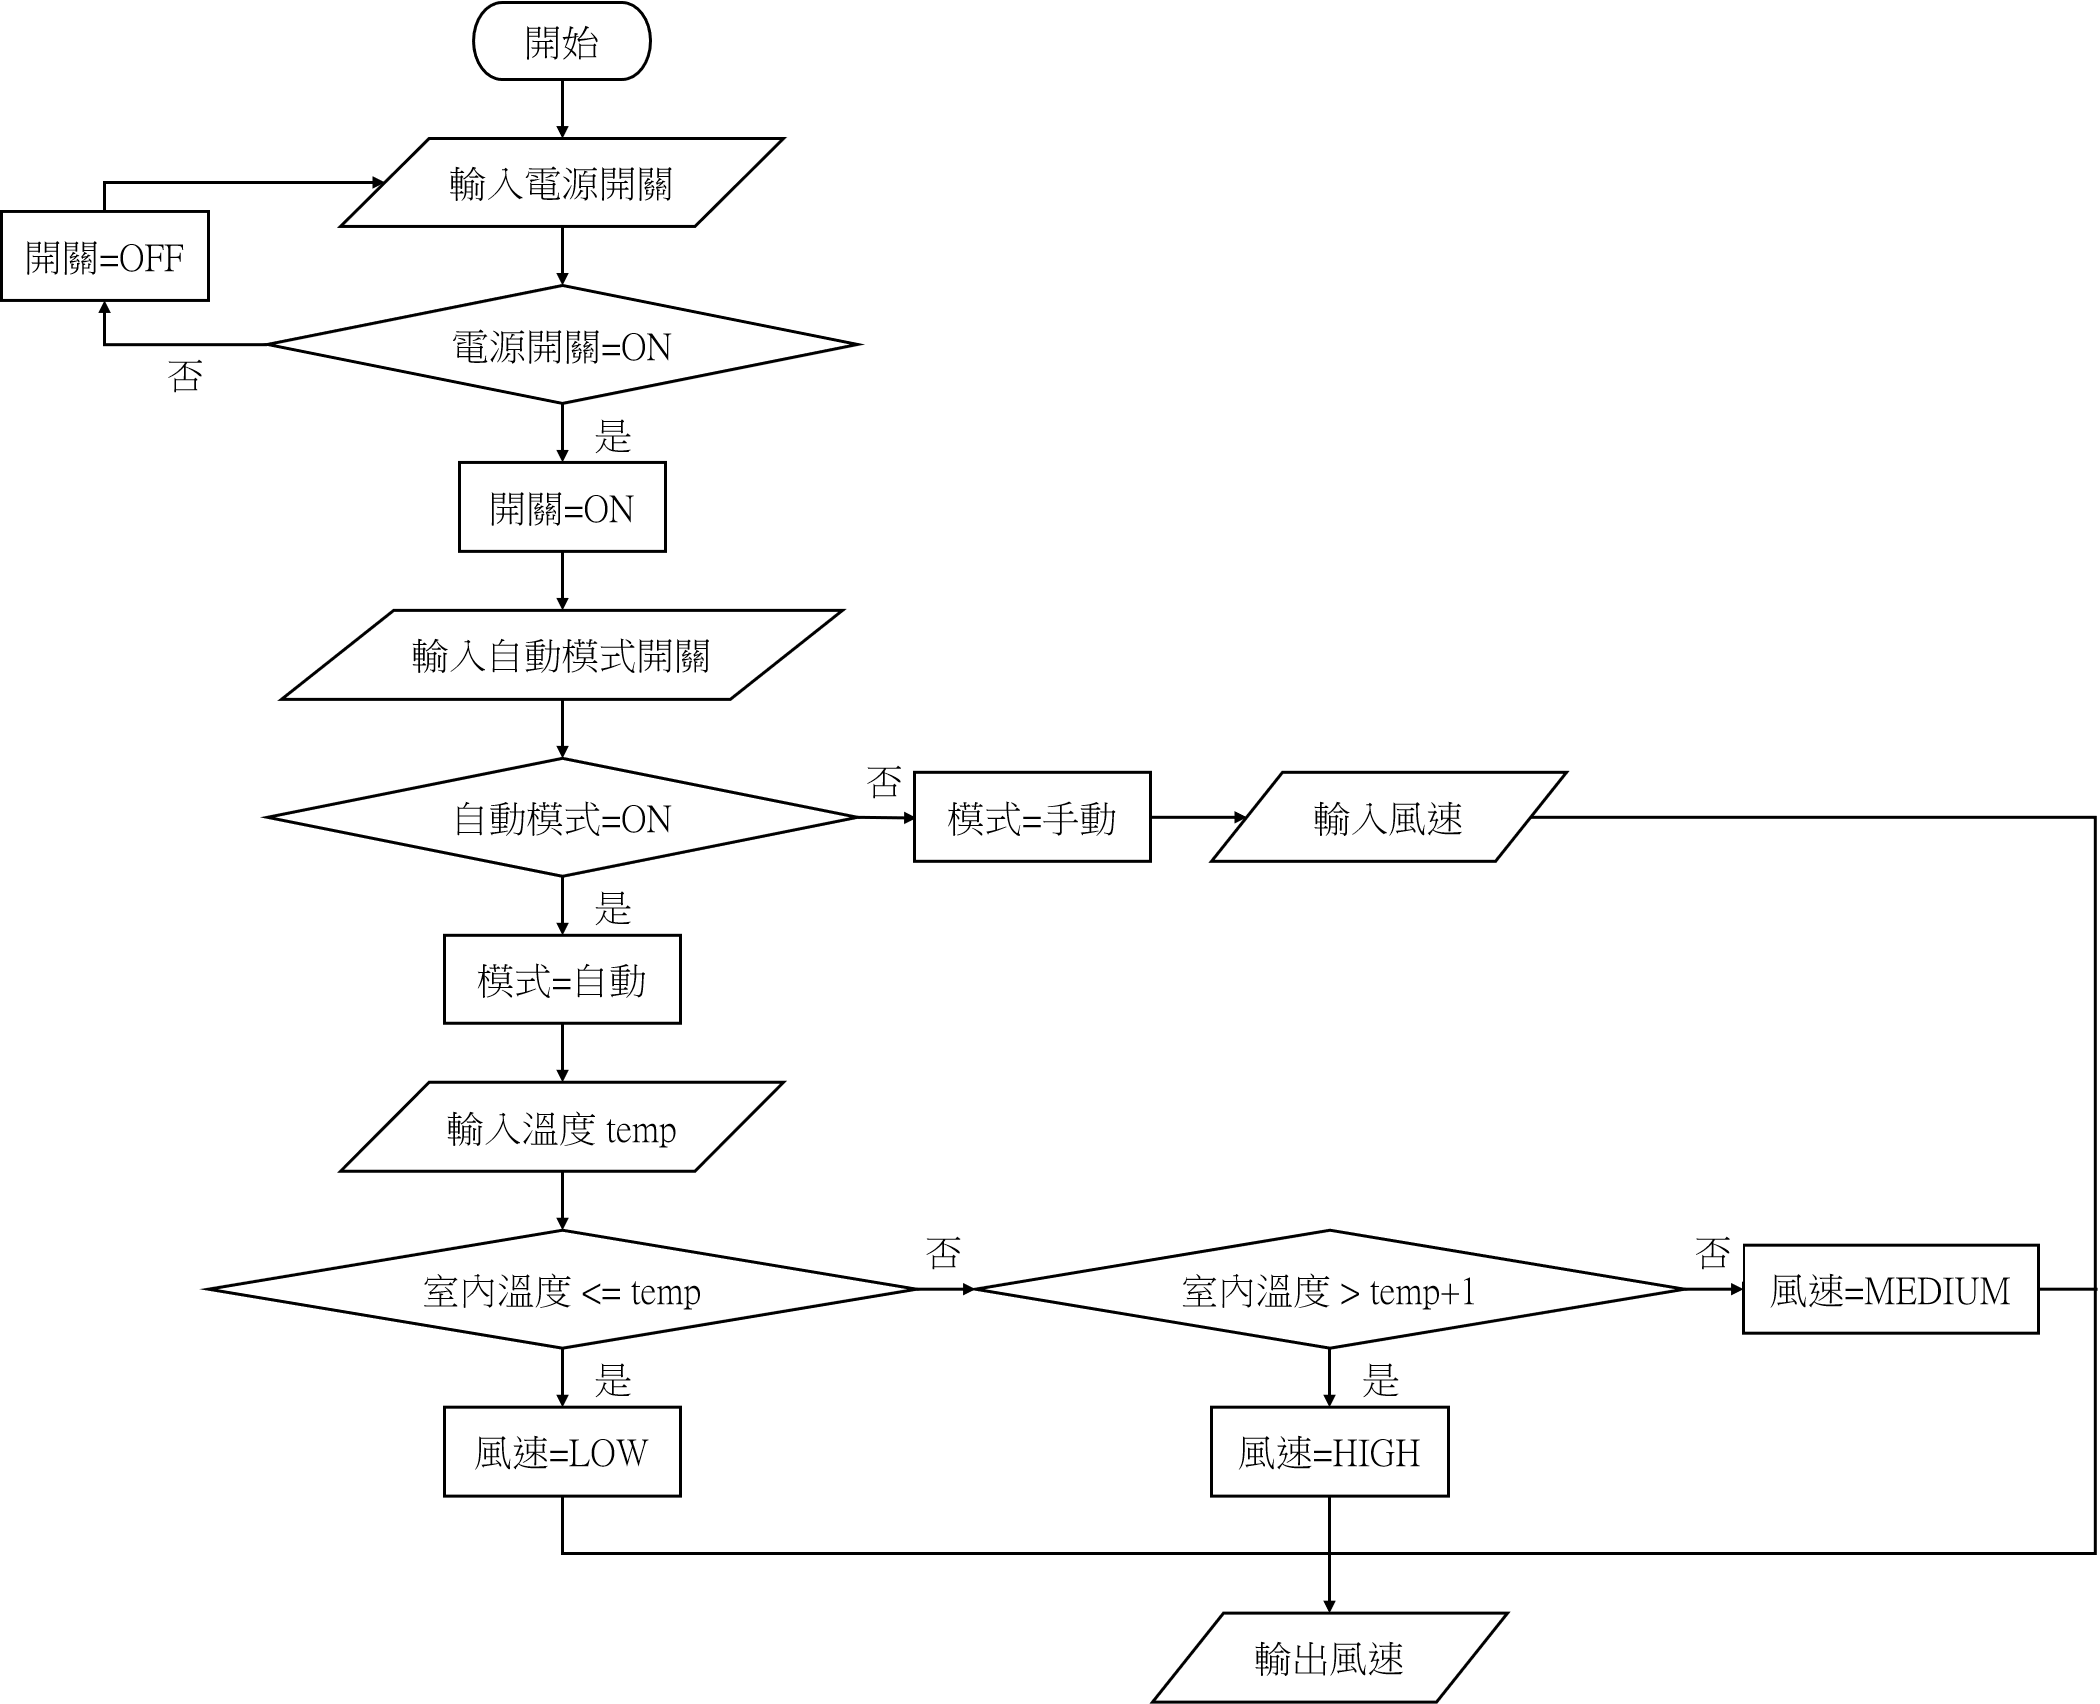 開始
輸入電源開關
開關=OFF
電源開關=ON
否
是
開關=ON
輸入自動模式開關
自動模式=ON
否
模式=手動
輸入風速
是
模式=自動
輸入溫度 temp
室內溫度 <= temp
否
室內溫度 > temp+1
否
風速=MEDIUM
是
是
風速=LOW
風速=HIGH
輸出風速